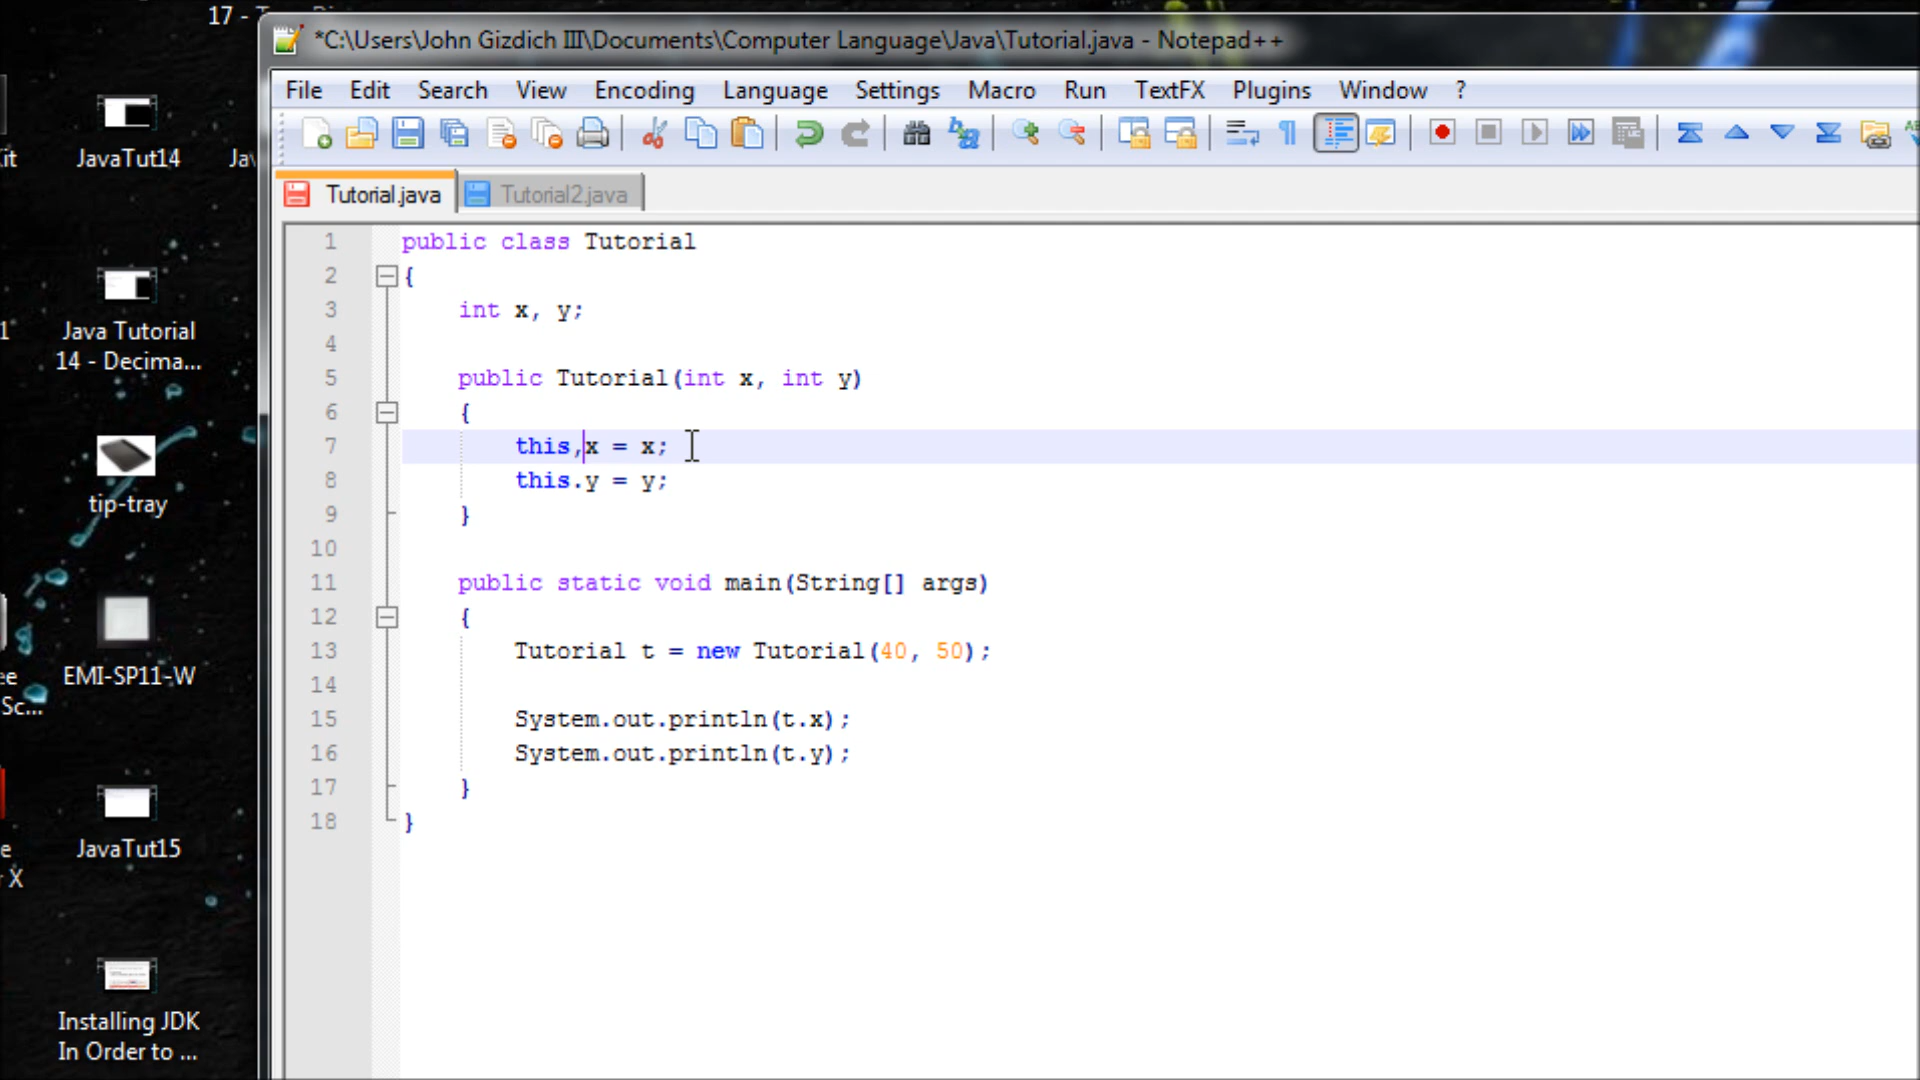 17 -
*C:\Users\John Gizdich III\Documents\Computer Language\Java\Tutorial.java - Notepad++
File Edit Search View Encoding Language Settings Macro Run TextFX Plugins Window ?
Tutorial.java Tutorial2.java
1 public class Tutorial
2 {
3 int x, y;
4
5 public Tutorial(int x, int y)
6 {
7 this,x = x;
8 this.y = y;
9 }
10
11 public static void main(String[] args)
12 {
13 Tutorial t = new Tutorial(40, 50);
14
15 System.out.println(t.x);
16 System.out.println(t.y);
17 }
18 }
JavaTut14
Java Tutorial
14 - Decima...
tip-tray
EMI-SP11-W
Sc...
JavaTut15
X
Installing JDK
In Order to ...